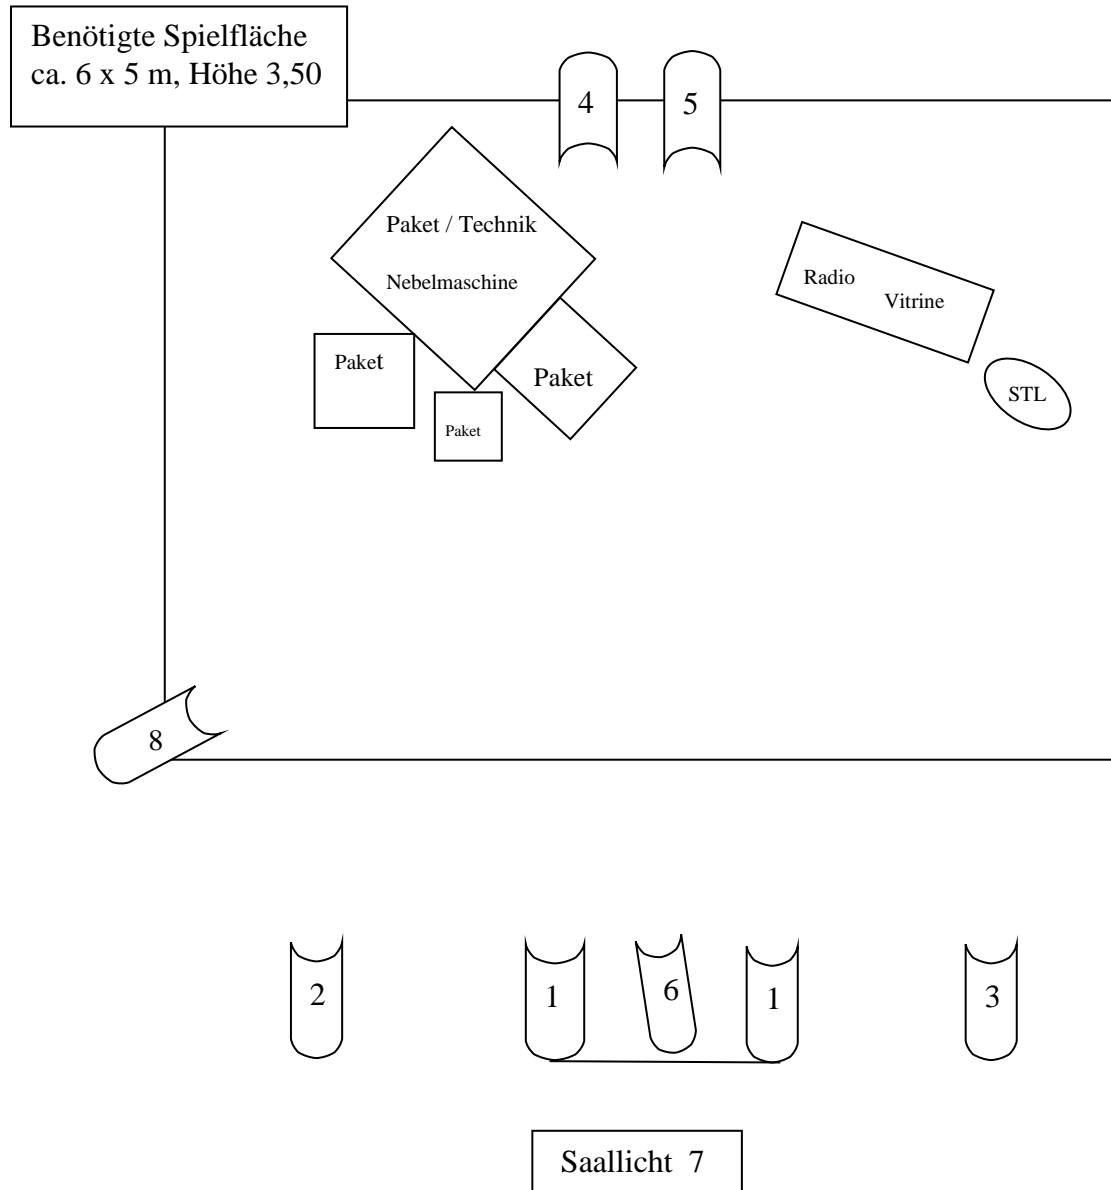 Benötigte Spielfläche
ca. 6 x 5 m, Höhe 3,50
4
5
Paket / Technik
Nebelmaschine
Radio
Vitrine
Paket
Paket
STL
Paket
8
2
1
6
1
3
Saallicht 7